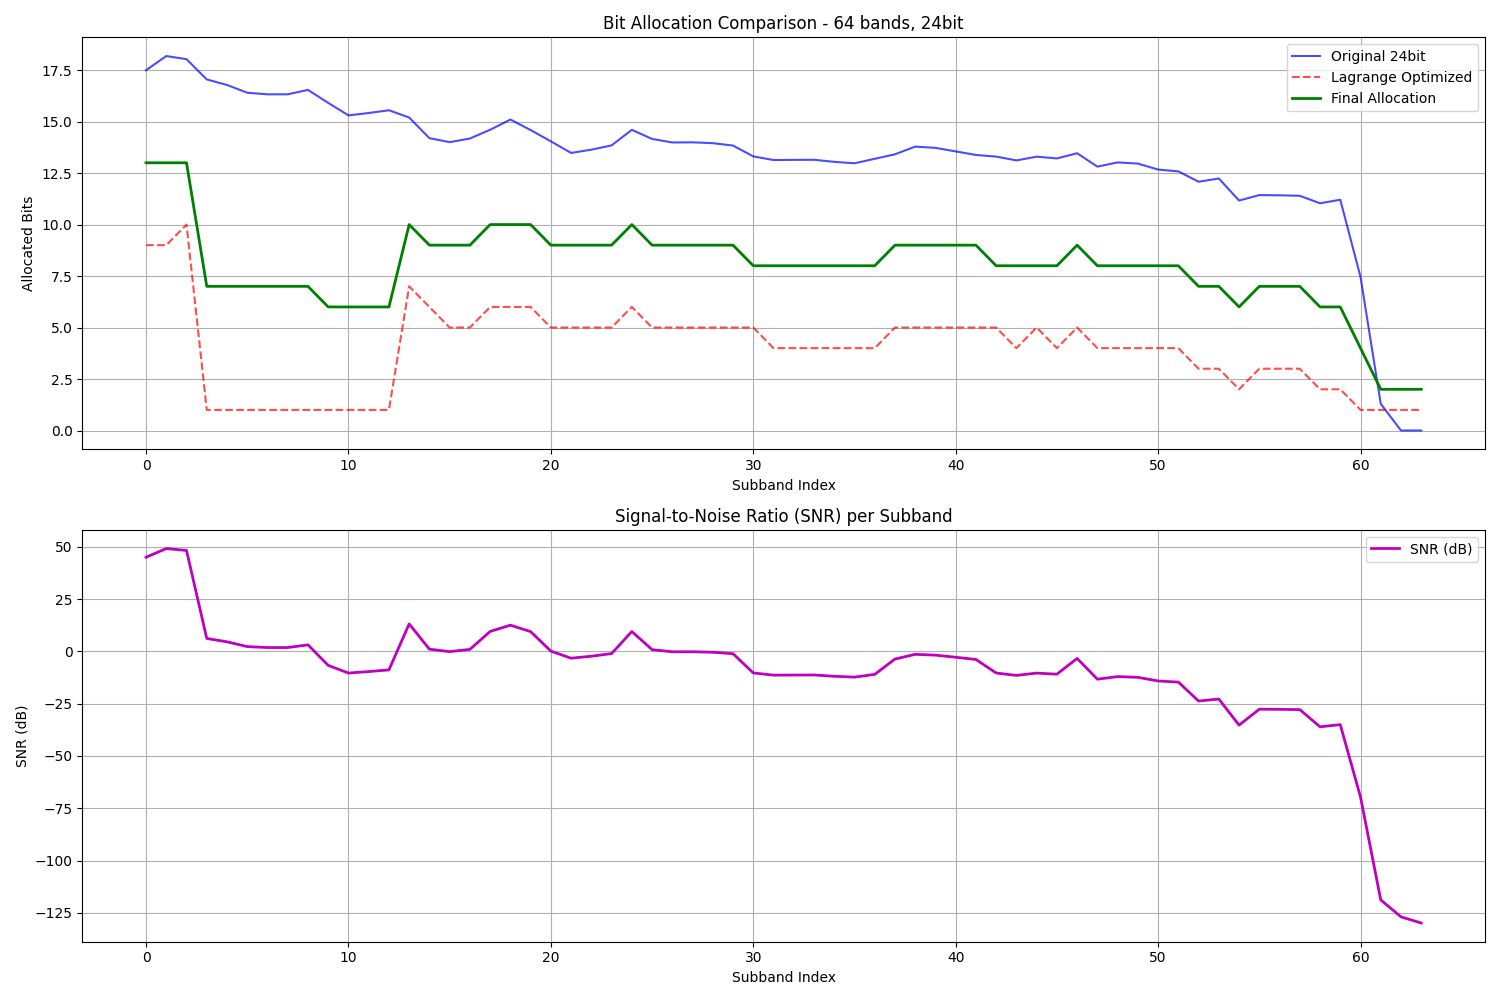 Bit Allocation Comparison - 64 bands, 24bit
Original 24bit
Lagrange Optimized
Final Allocation
Allocated Bits
17.5
15.0
12.5
10.0
7.5
5.0
2.5
0.0
0 10 20 30 40 50 60
Subband Index
Signal-to-Noise Ratio (SNR) per Subband
SNR (dB)
SNR (dB)
50
25
0
−25
−50
−75
−100
−125
0 10 20 30 40 50 60
Subband Index